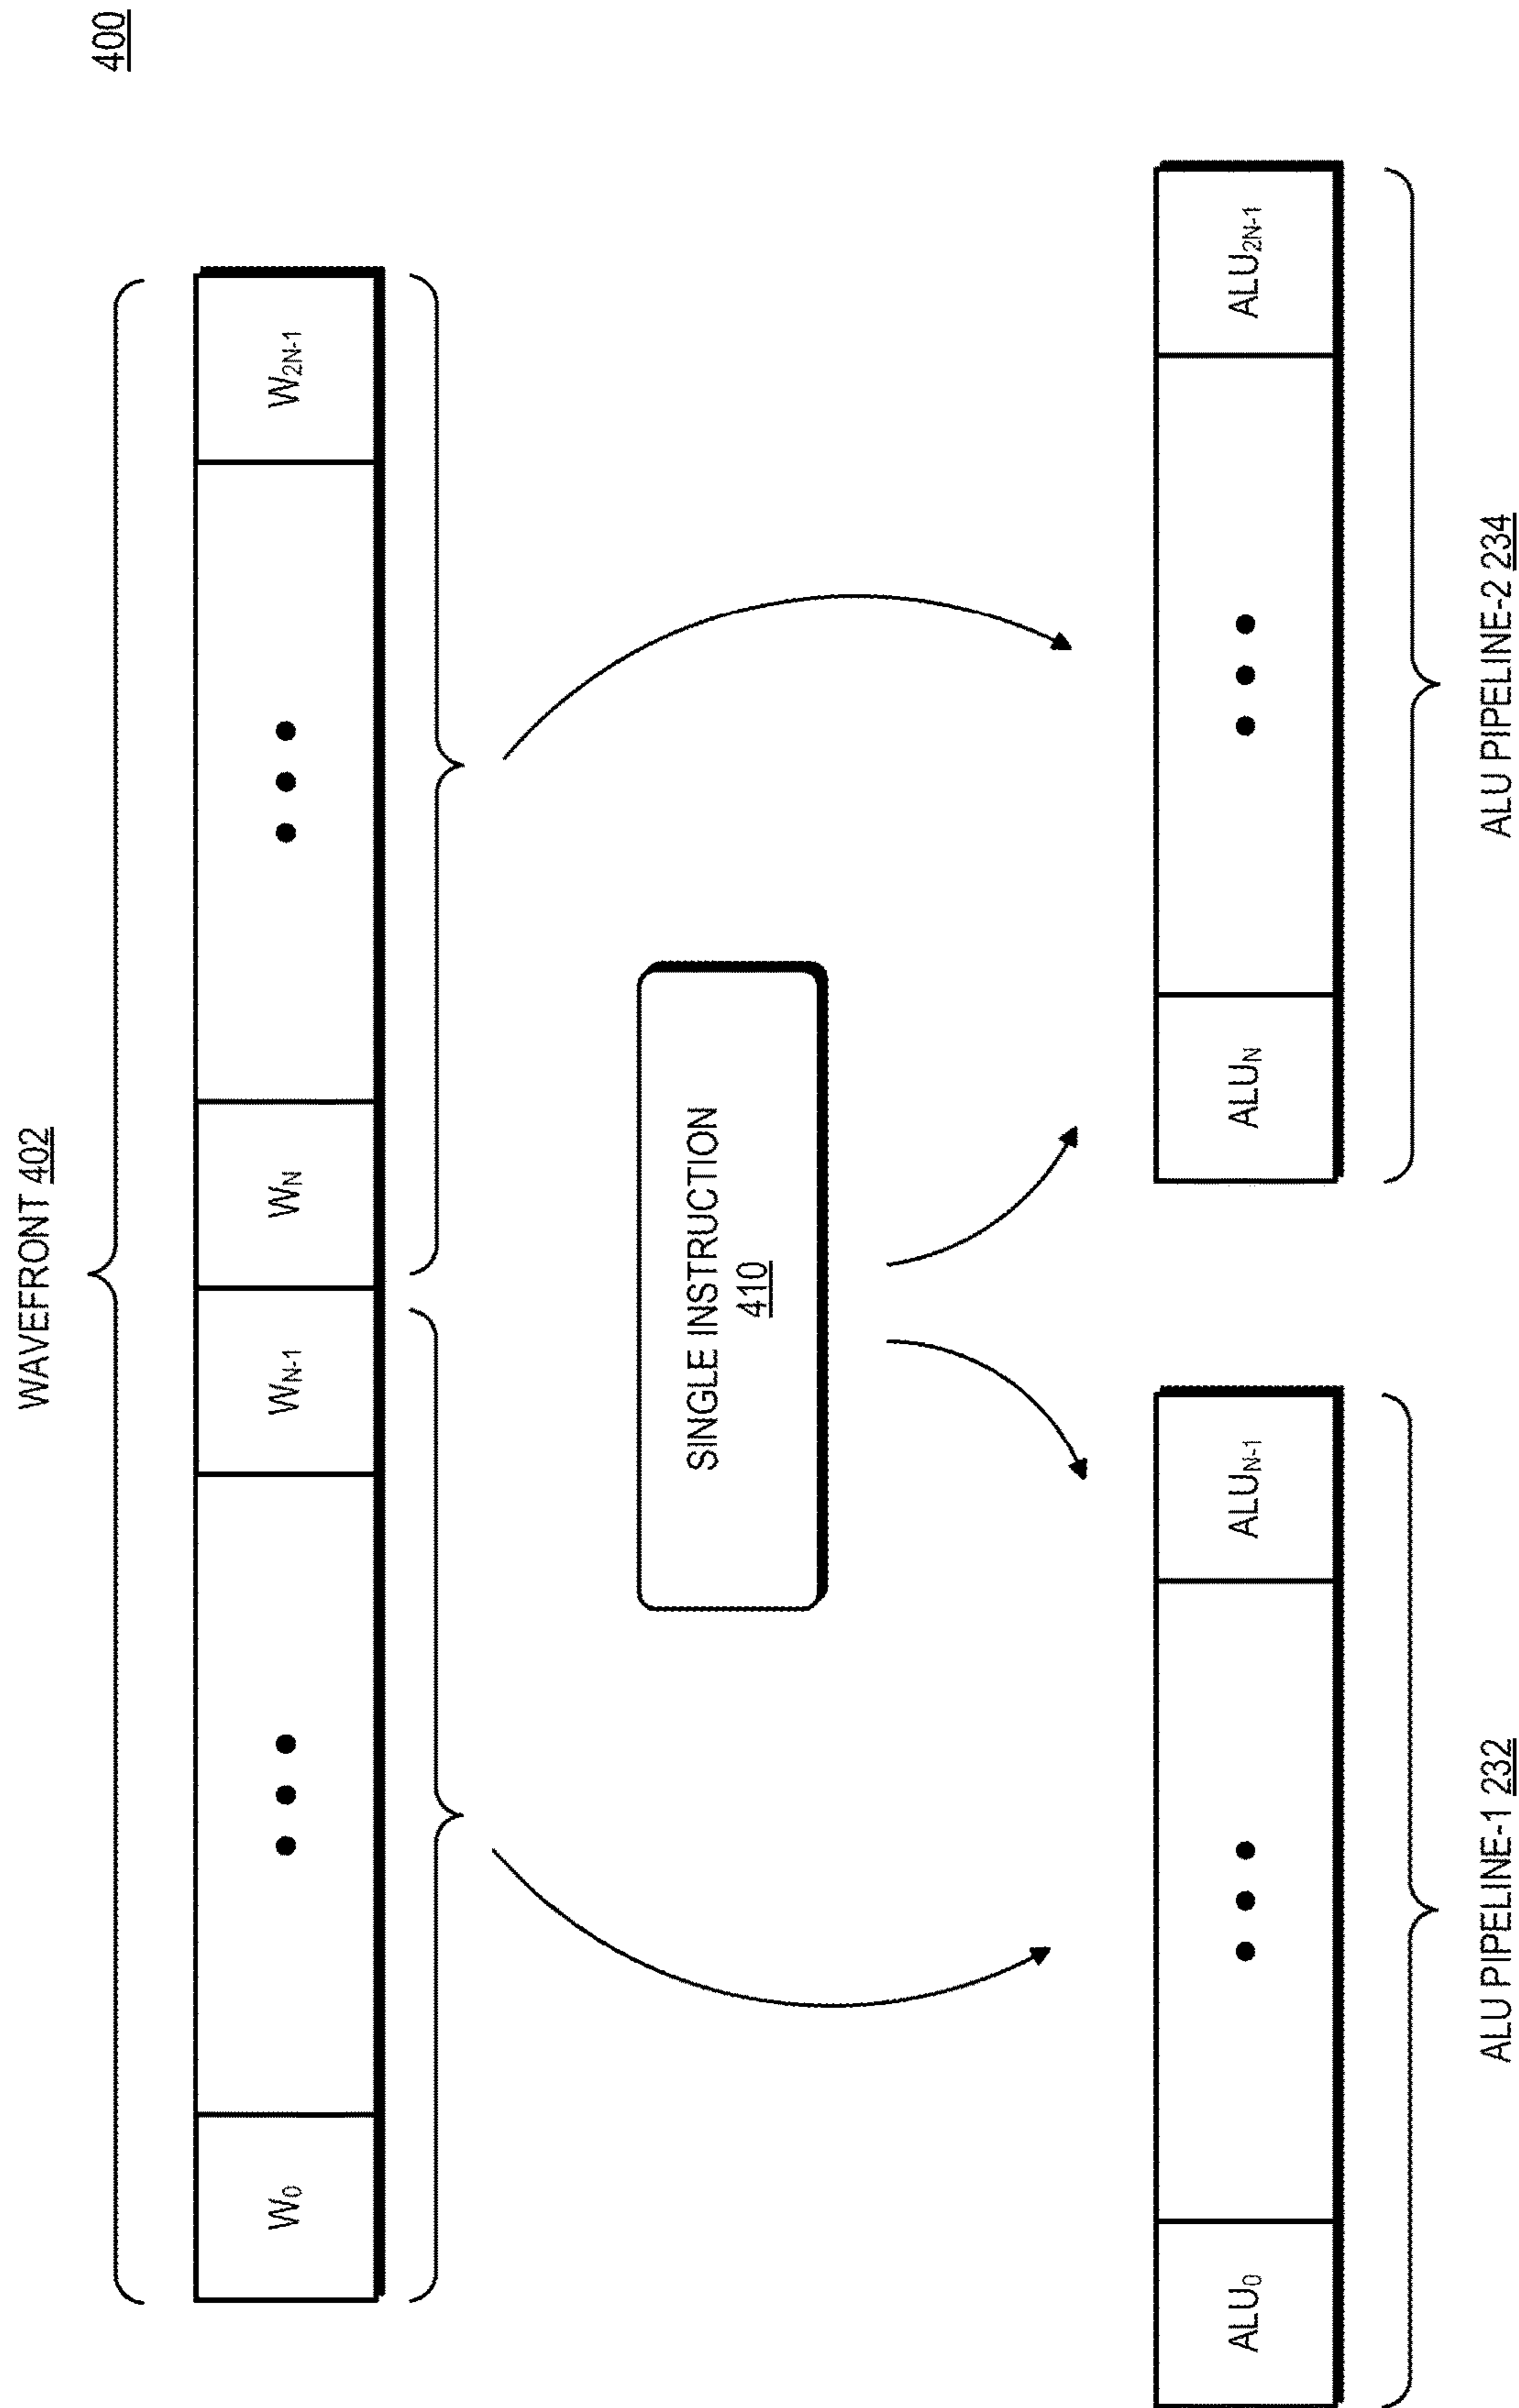 400
WAVEFRONT 402
W0
WN-1
WN
W2N-1
SINGLE INSTRUCTION
410
ALU0
ALUN-1
ALUN
ALU2N-1
ALU PIPELINE-1 232
ALU PIPELINE-2 234